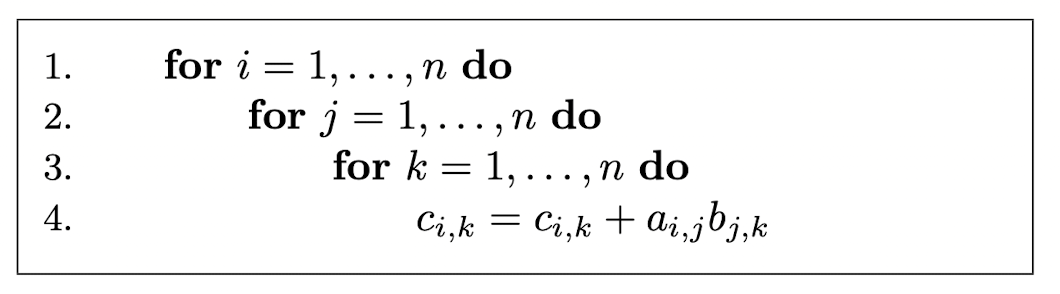 1. for i = 1, . . . , n do
2. for j = 1, . . . , n do
3. for k = 1, . . . , n do
4. c_{i,k} = c_{i,k} + a_{i,j}b_{j,k}